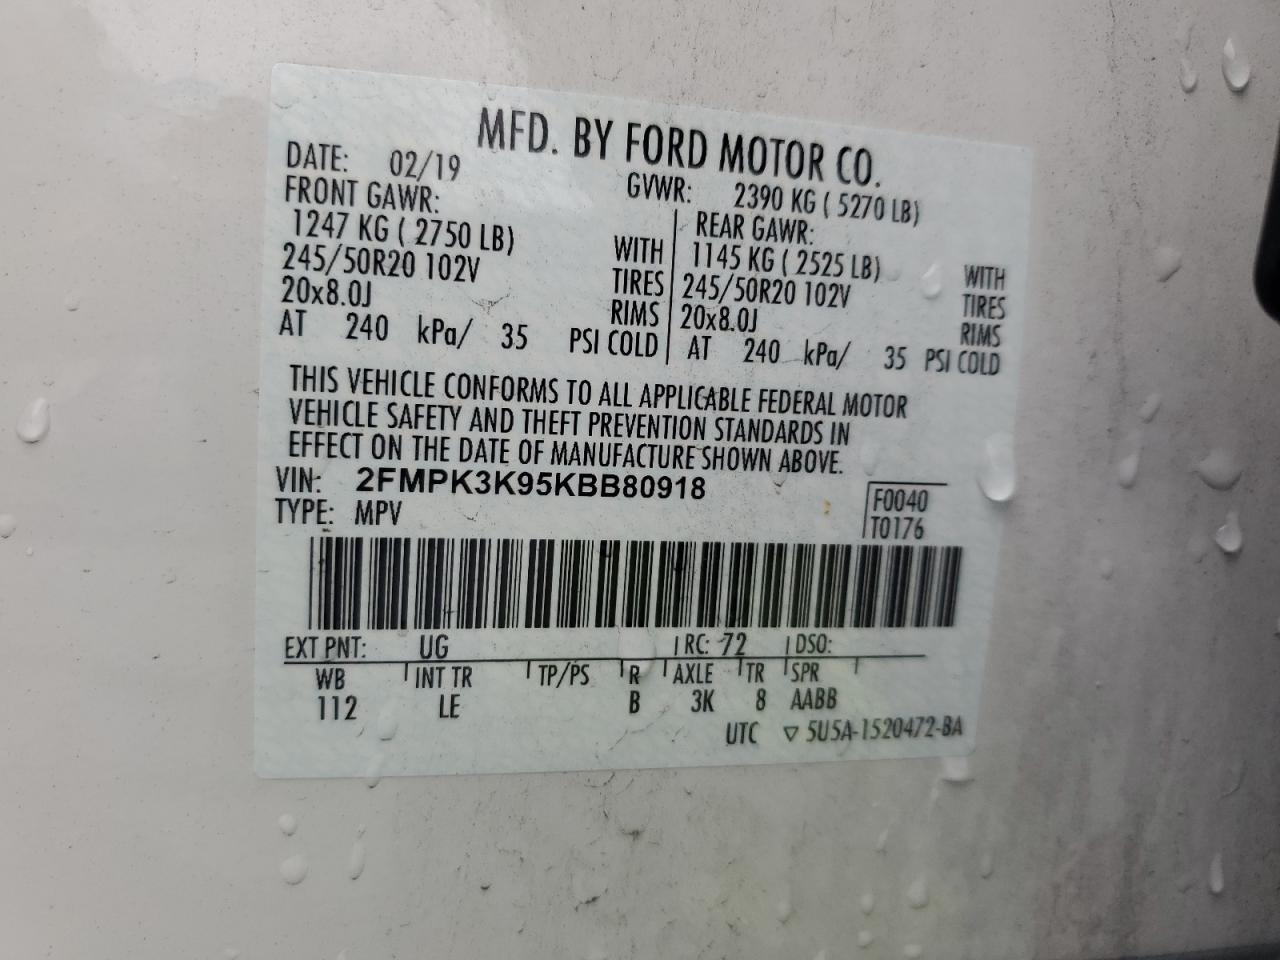 MFD. BY FORD MOTOR CO.
DATE: 02/19 GVWR: 2390 KG ( 5270 LB)
FRONT GAWR: REAR GAWR:
1247 KG ( 2750 LB) WITH 1145 KG ( 2525 LB) WITH
245/50R20 102V TIRES 245/50R20 102V TIRES
20x8.0J RIMS 20x8.0J RIMS
AT 240 kPa/ 35 PSI COLD AT 240 kPa/ 35 PSI COLD
THIS VEHICLE CONFORMS TO ALL APPLICABLE FEDERAL MOTOR
VEHICLE SAFETY AND THEFT PREVENTION STANDARDS IN
EFFECT ON THE DATE OF MANUFACTURE SHOWN ABOVE.
VIN: 2FMPK3K95KBB80918 F0040
TYPE: MPV T0176
EXT PNT: UG RC: 72 DSO:
WB INT TR TP/PS R AXLE TR SPR
112 LE B 3K 8 AABB
UTC ▽ 5U5A-1520472-BA